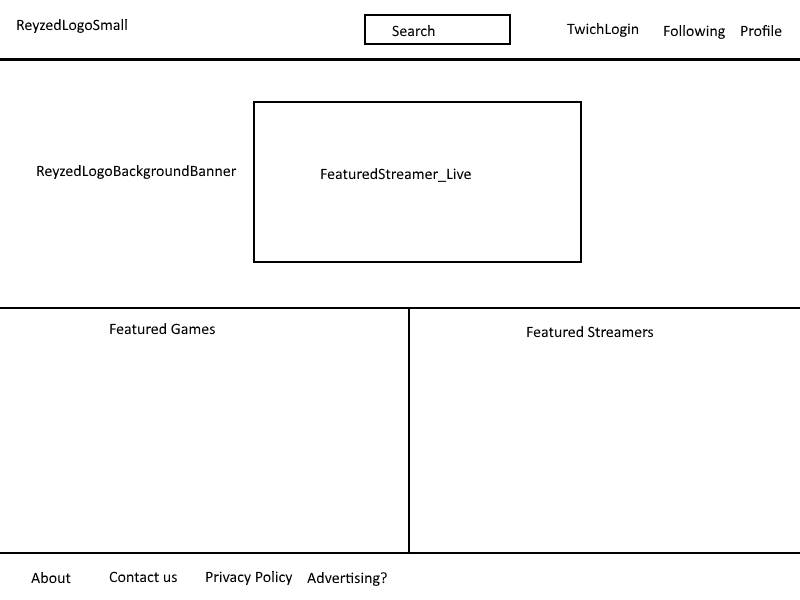 ReyzedLogoSmall
Search
TwichLogin
Following
Profile
ReyzedLogoBackgroundBanner
FeaturedStreamer_Live
Featured Games
Featured Streamers
About
Contact us
Privacy Policy
Advertising?